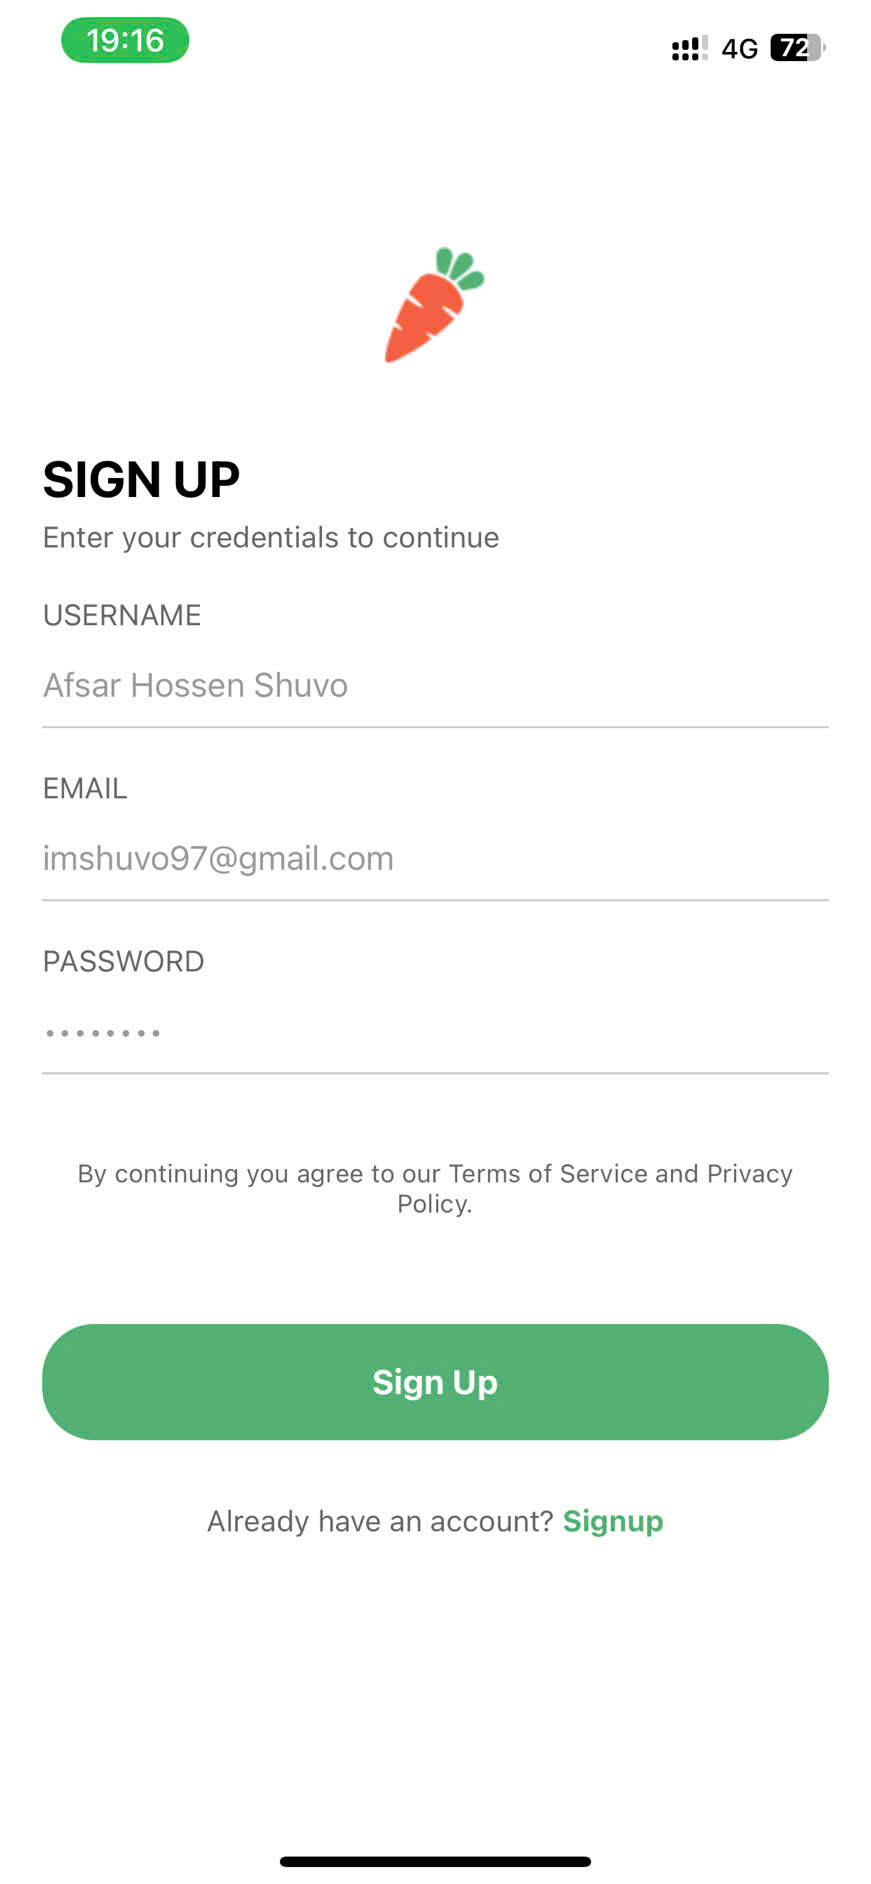 19:16
4G 72
SIGN UP
Enter your credentials to continue
USERNAME
Afsar Hossen Shuvo
EMAIL
imshuvo97@gmail.com
PASSWORD
••••••••
By continuing you agree to our Terms of Service and Privacy
Policy.
Sign Up
Already have an account? Signup